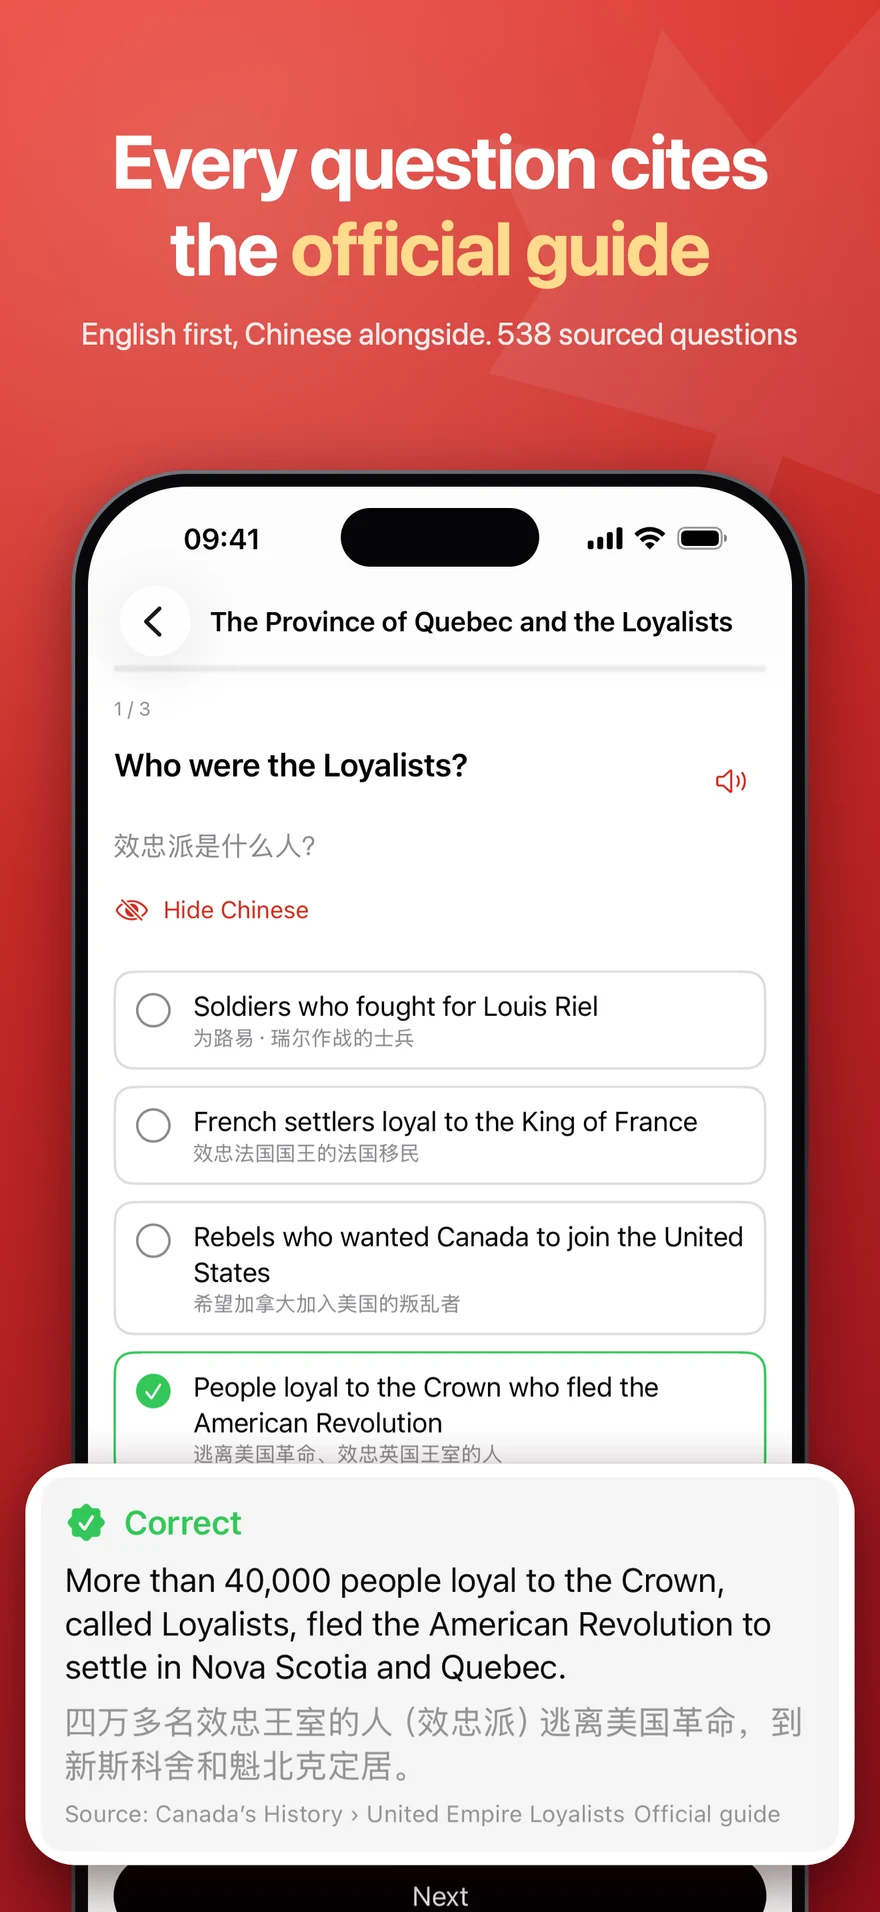 Every question cites
the official guide
English first, Chinese alongside. 538 sourced questions
09:41
The Province of Quebec and the Loyalists
1 / 3
Who were the Loyalists?
效忠派是什么人?
Hide Chinese
Soldiers who fought for Louis Riel
为路易·瑞尔作战的士兵
French settlers loyal to the King of France
效忠法国国王的法国移民
Rebels who wanted Canada to join the United
States
希望加拿大加入美国的叛乱者
People loyal to the Crown who fled the
American Revolution
逃离美国革命、效忠英国王室的人
Correct
More than 40,000 people loyal to the Crown,
called Loyalists, fled the American Revolution to
settle in Nova Scotia and Quebec.
四万多名效忠王室的人（效忠派）逃离美国革命，到
新斯科舍和魁北克定居。
Source: Canada’s History › United Empire Loyalists Official guide
Next